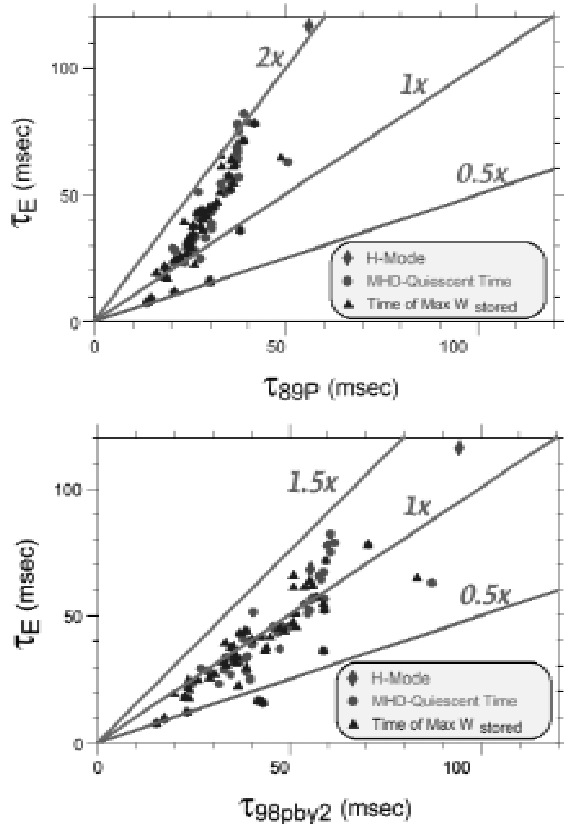 2x
1x
0.5x
100
50
0
τE (msec)
H-Mode
MHD-Quiescent Time
Time of Max W stored
0
50
100
τ89P (msec)
1.5x
1x
0.5x
100
50
0
τE (msec)
H-Mode
MHD-Quiescent Time
Time of Max W stored
0
50
100
τ98pby2 (msec)